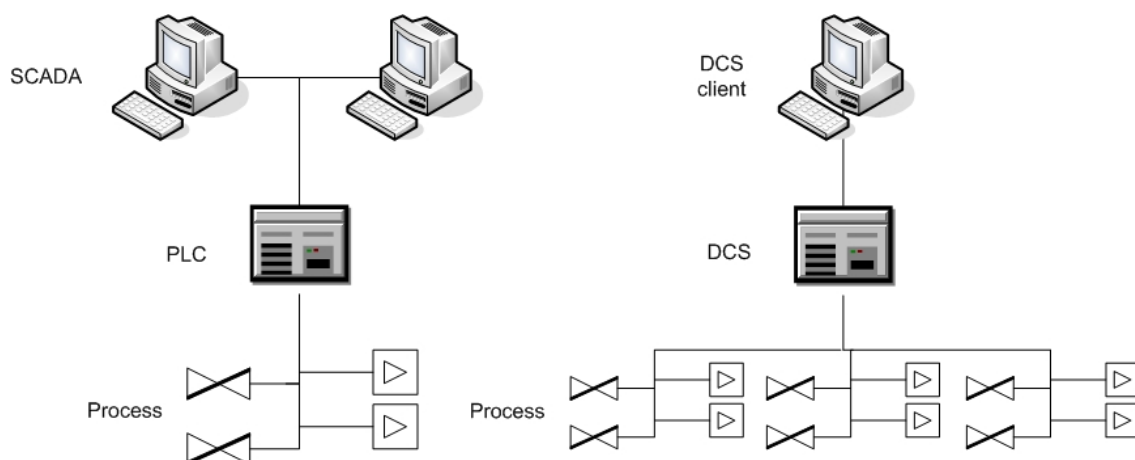 SCADA
DCS
client
PLC
DCS
Process
Process